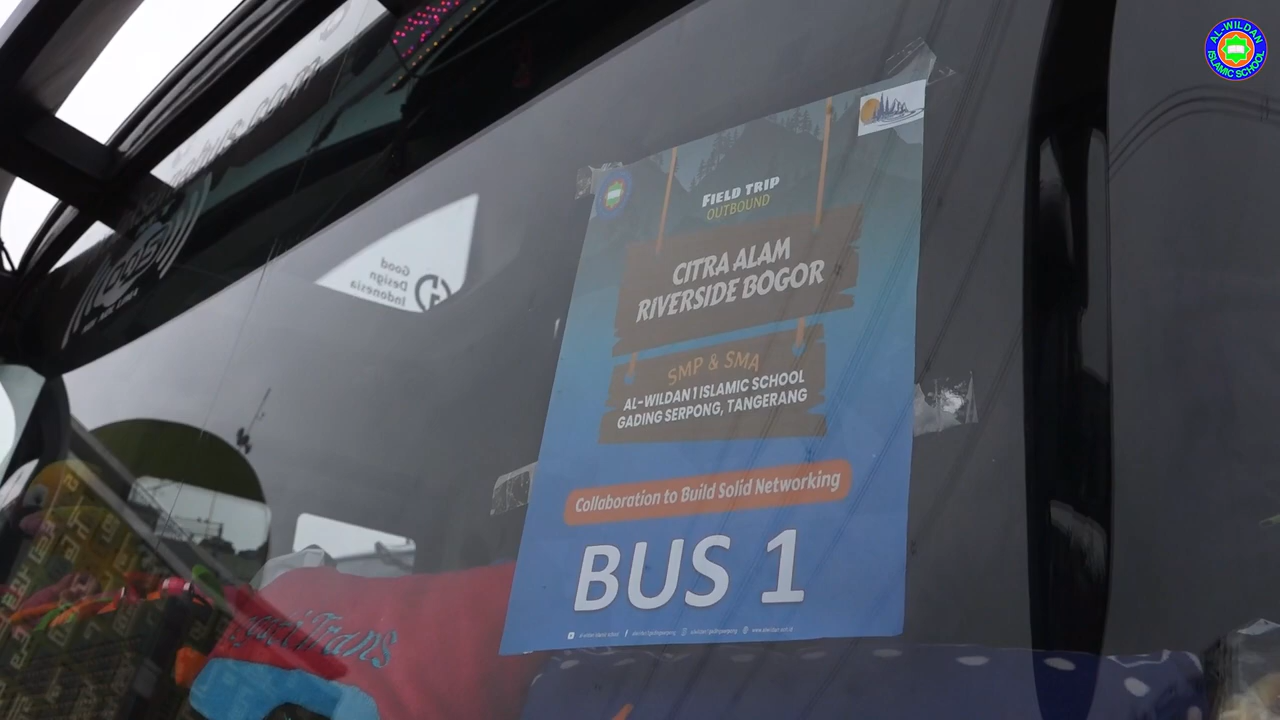 AL-WILDAN
ISLAMIC SCHOOL
FIELD TRIP
OUTBOUND
CITRA ALAM
RIVERSIDE BOGOR
SMP & SMA
AL-WILDAN 1 ISLAMIC SCHOOL
GADING SERPONG, TANGERANG
Collaboration to Build Solid Networking
BUS 1
Good
Design
Indonesia
Trans